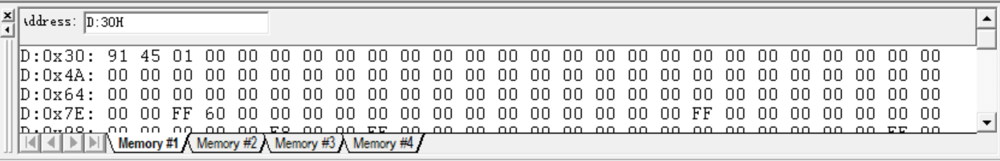 Address: D:30H
D:0x30: 91 45 01 00 00 00 00 00 00 00 00 00 00 00 00 00 00 00 00 00 00 00 00 00 00 00
D:0x4A: 00 00 00 00 00 00 00 00 00 00 00 00 00 00 00 00 00 00 00 00 00 00 00 00 00 00
D:0x64: 00 00 00 00 00 00 00 00 00 00 00 00 00 00 00 00 00 00 00 00 00 00 00 00 00 00
D:0x7E: 00 00 FF 60 00 00 00 00 00 00 00 00 00 00 00 00 00 00 FF 00 00 00 00 00 00 00
Memory #1 Memory #2 Memory #3 Memory #4